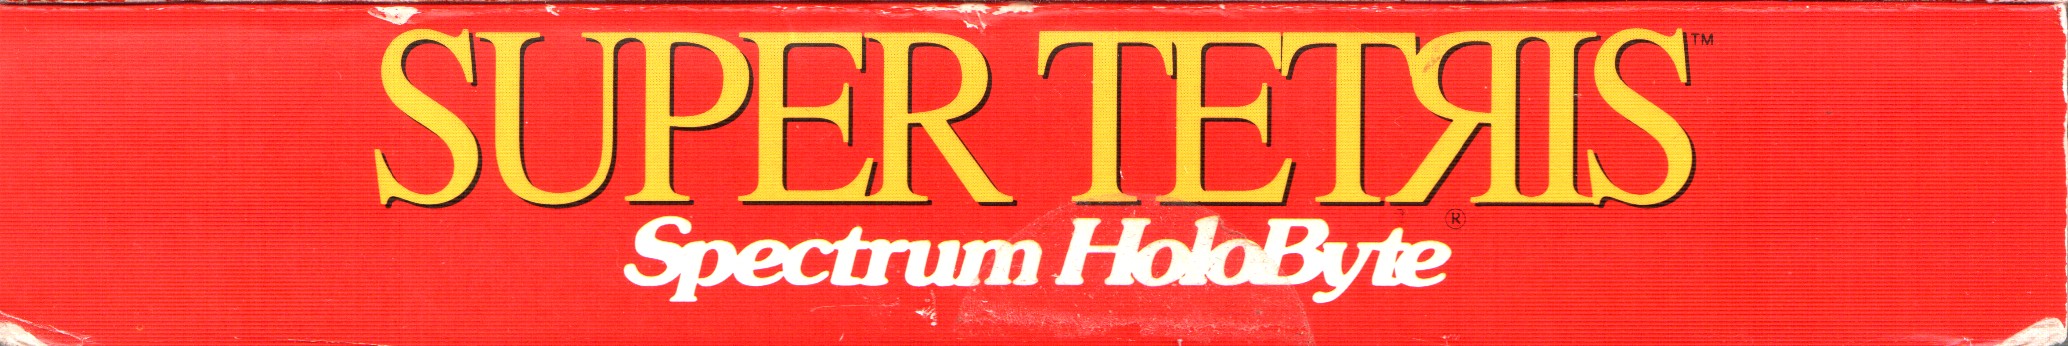 SUPER TETЯIS™
Spectrum HoloByte®